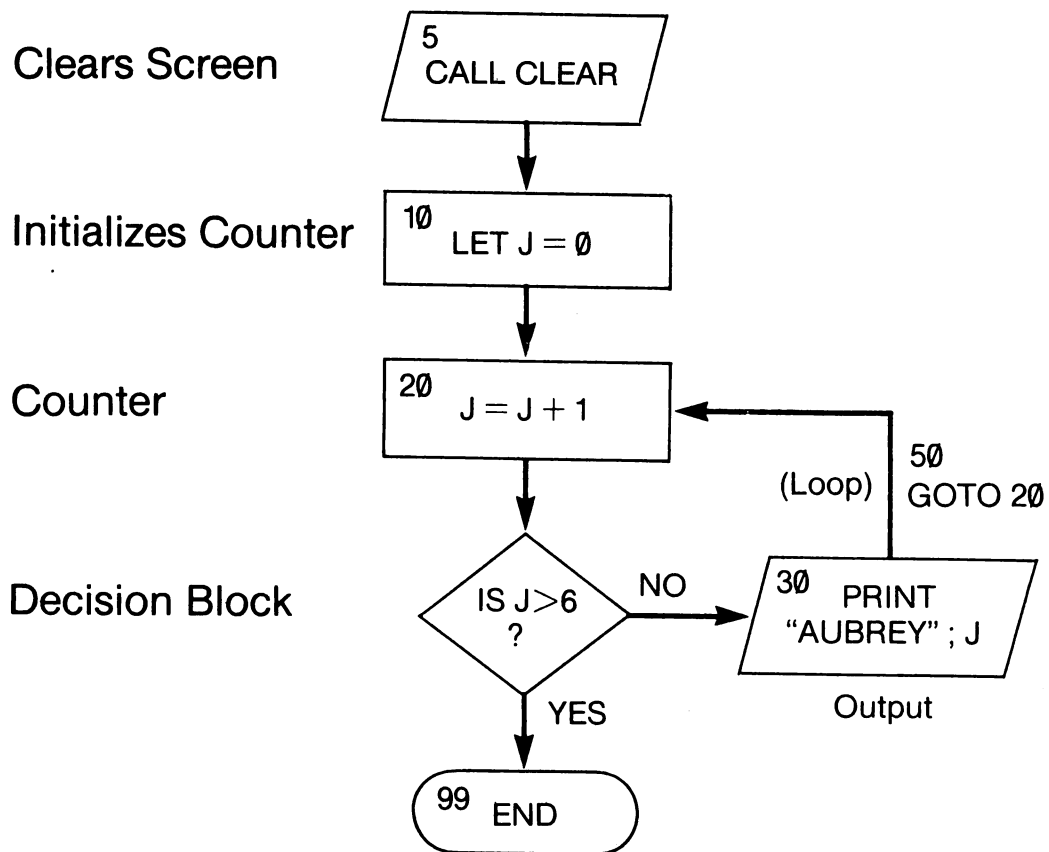 Clears Screen
5
CALL CLEAR
Initializes Counter
1Ø
LET J = Ø
Counter
2Ø
J = J + 1
(Loop)
5Ø
GOTO 2Ø
Decision Block
IS J>6
?
NO
3Ø
PRINT
“AUBREY” ; J
Output
YES
99
END